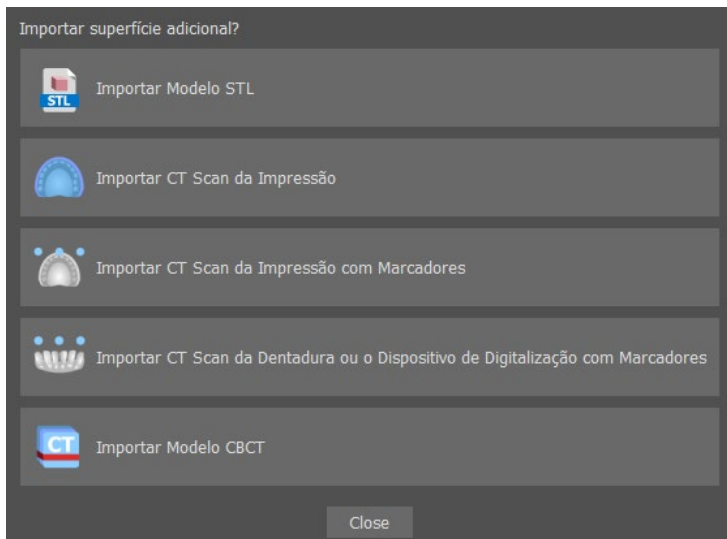 Importar superfície adicional?
STL
Importar Modelo STL
Importar CT Scan da Impressão
Importar CT Scan da Impressão com Marcadores
Importar CT Scan da Dentadura ou o Dispositivo de Digitalização com Marcadores
CT
Importar Modelo CBCT
Close